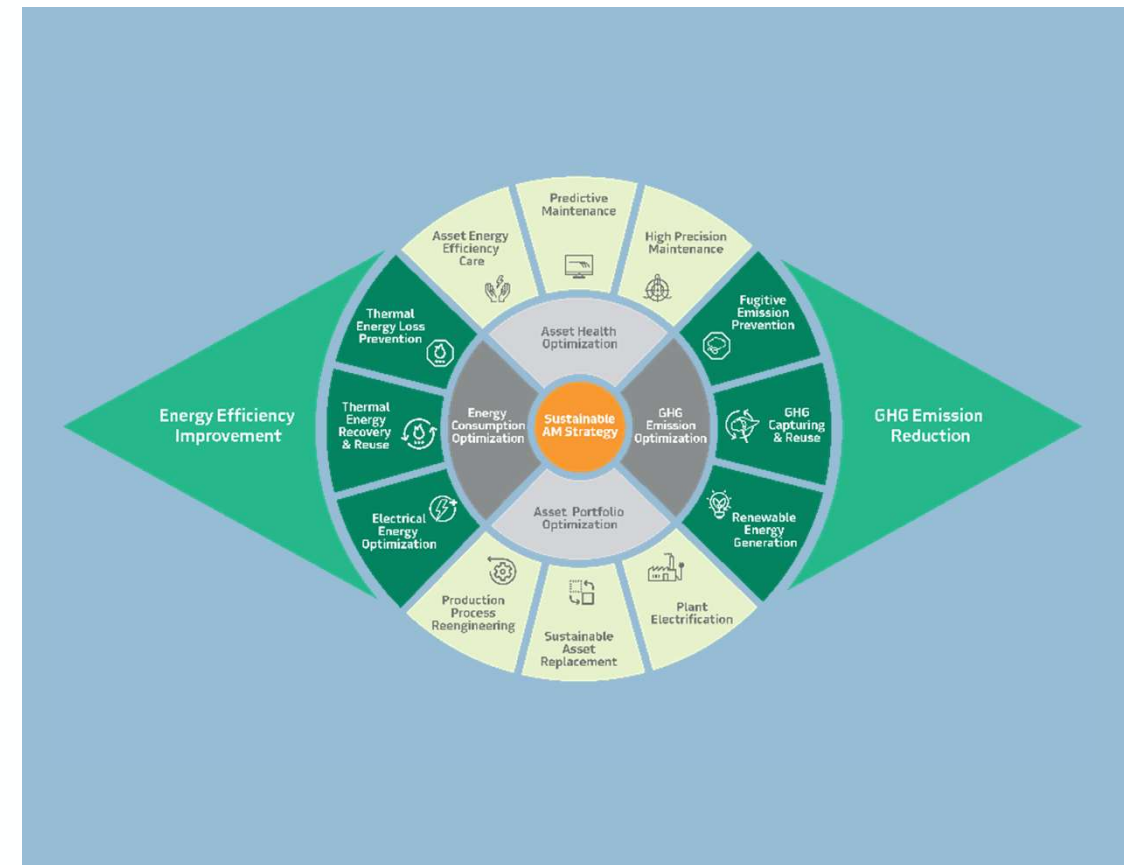 Predictive
Maintenance
Asset Energy
Efficiency
Care
High Precision
Maintenance
Thermal
Energy Loss
Prevention
Fugitive
Emission
Prevention
Asset Health
Optimization
Energy Efficiency
Improvement
Thermal
Energy
Recovery
& Reuse
Energy
Consumption
Optimization
Sustainable
AM Strategy
GHG
Emission
Optimization
GHG
Capturing
& Reuse
GHG Emission
Reduction
Electrical
Energy
Optimization
Asset Portfolio
Optimization
Renewable
Energy
Generation
Production
Process
Reengineering
Sustainable
Asset
Replacement
Plant
Electrification